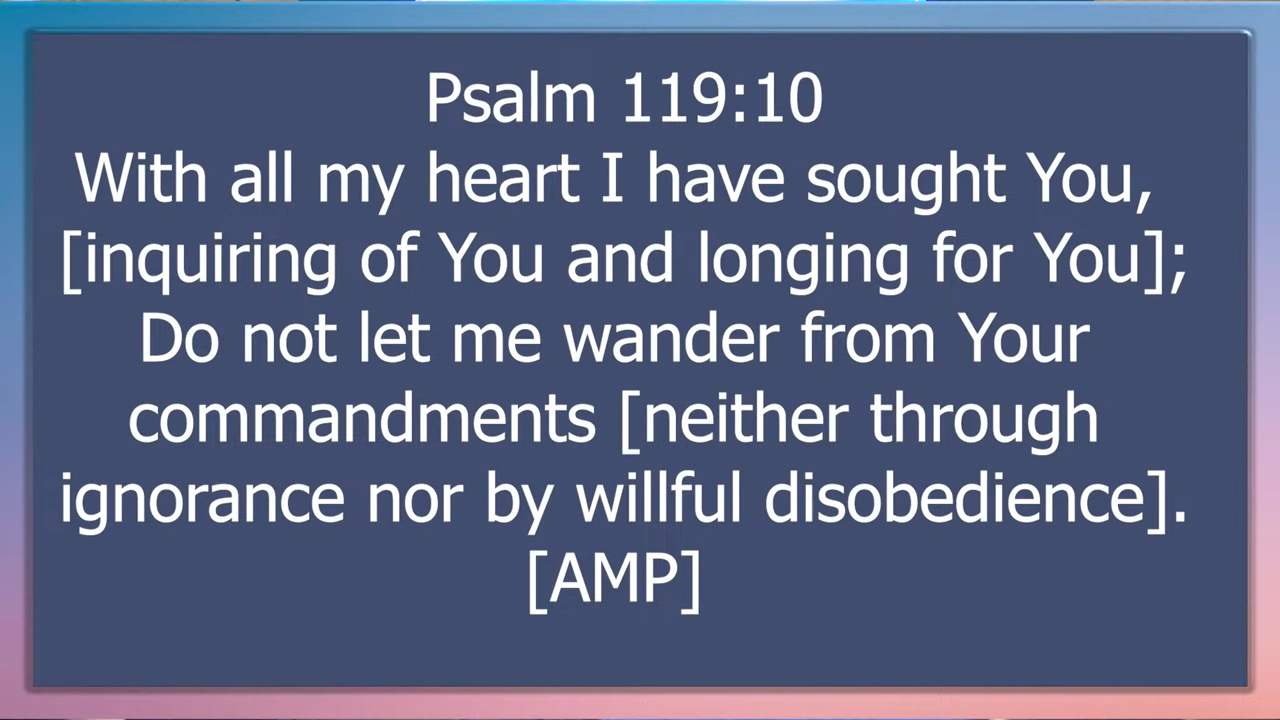 Psalm 119:10
With all my heart I have sought You,
[inquiring of You and longing for You];
Do not let me wander from Your
commandments [neither through
ignorance nor by willful disobedience].
[AMP]